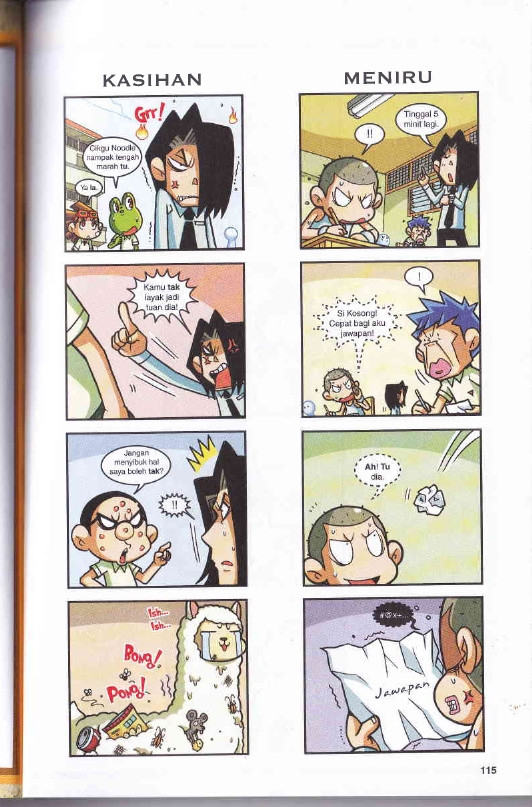 KASIHAN
Grr!
Cikgu Noodle
nampak tengah
marah tu.
Ya la.
Kamu tak
layak jadi
tuan dia!
Jangan
menyibuk hal
saya boleh tak?
!!
Ish...
Ish...
PONG!
PONG!
MENIRU
Tinggal 5
minit lagi.
!!
!
Si Kosong!
Cepat bagi aku
jawapan!
Ah! Tu
dia.
#@x+...
Jawapan
115